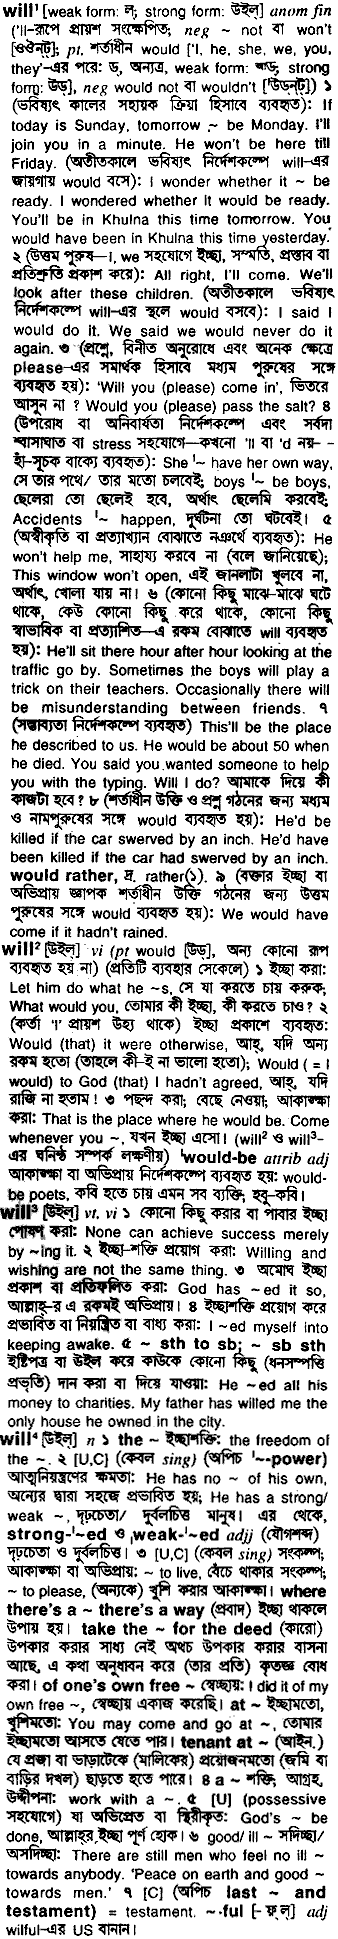 will¹ [weak form: ল্; strong form: উইল্] anom fin
('ll-রূপে প্রায়শ সংক্ষেপিত; neg ~ not বা won't
[ওউন্‌ট্]; pt. শর্তাধীন would ['I, he, she, we, you,
they'-এর পরে: ড্, অন্যত্র, weak form: আড্; strong
form: উড্], neg would not বা wouldn't ['উডন্‌ট্]) ১
(ভবিষ্যৎ কালের সহায়ক ক্রিয়া হিসাবে ব্যবহৃত): If
today is Sunday, tomorrow ~ be Monday. I'll
join you in a minute. He won't be here till
Friday. (অতীতকালে ভবিষ্যৎ নির্দেশকল্পে will-এর
জায়গায় would বসে): I wonder whether it ~ be
ready. I wondered whether it would be ready.
You'll be in Khulna this time tomorrow. You
would have been in Khulna this time yesterday.
২ (উত্তম পুরুষ—I, we সহযোগে ইচ্ছা, সম্মতি, প্রস্তাব বা
প্রতিশ্রুতি প্রকাশ করে): All right, I'll come. We'll
look after these children. (অতীতকালে ভবিষ্যৎ
নির্দেশকল্পে will-এর স্থলে would বসবে): I said I
would do it. We said we would never do it
again. ৩ (প্রশ্নে, বিনীত অনুরোধে এবং অনেক ক্ষেত্রে
please-এর সমার্থক হিসাবে মধ্যম পুরুষের সঙ্গে
ব্যবহৃত হয়): 'Will you (please) come in', ভিতরে
আসুন না ? Would you (please) pass the salt? ৪
(উপরোধ বা অনিবার্যতা নির্দেশকল্পে এবং সর্বদা
শ্বাসাঘাত বা stress সহযোগে—কখনো 'll বা 'd নয়—
হাঁ-সূচক বাক্যে ব্যবহৃত): She '~ have her own way,
সে তার পথে/ তার মতো চলবেই; boys '~ be boys,
ছেলেরা তো ছেলেই হবে, অর্থাৎ ছেলেমি করবেই;
Accidents '~ happen, দুর্ঘটনা তো ঘটবেই। ৫
(অস্বীকৃতি বা প্রত্যাখ্যান বোঝাতে নঞর্থে ব্যবহৃত): He
won't help me, সাহায্য করবে না (বলে জানিয়েছে);
This window won't open, এই জানলাটা খুলবে না,
অর্থাৎ, খোলা যায় না। ৬ (কোনো কিছু মাঝে-মাঝে ঘটে
থাকে, কেউ কোনো কিছু করে থাকে, কোনো কিছু
স্বাভাবিক বা প্রত্যাশিত—এ রকম বোঝাতে will ব্যবহৃত
হয়): He'll sit there hour after hour looking at the
traffic go by. Sometimes the boys will play a
trick on their teachers. Occasionally there will
be misunderstanding between friends. ৭
(সম্ভাব্যতা নির্দেশকল্পে ব্যবহৃত) This'll be the place
he described to us. He would be about 50 when
he died. You said you wanted someone to help
you with the typing. Will I do? আমাকে দিয়ে কী
কাজটা হবে ? ৮ (শর্তাধীন উক্তি ও প্রশ্ন গঠনের জন্য মধ্যম
ও নামপুরুষের সঙ্গে would ব্যবহৃত হয়): He'd be
killed if the car swerved by an inch. He'd have
been killed if the car had swerved by an inch.
would rather, দ্র. rather(১). ৯ (বক্তার ইচ্ছা বা
অভিপ্রায় জ্ঞাপক শর্তাধীন উক্তি গঠনের জন্য উত্তম
পুরুষের সঙ্গে would ব্যবহৃত হয়): We would have
come if it hadn't rained.
will² [উইল্] vi (pt would [উড্], অন্য কোনো রূপ
ব্যবহৃত হয় না) (প্রতিটি ব্যবহার সেকেলে) ১ ইচ্ছা করা:
Let him do what he ~s, সে যা করতে চায় করুক;
What would you, তোমার কী ইচ্ছা, কী করতে চাও? ২
(কর্তা 'I' প্রায়শ উহ্য থাকে) ইচ্ছা প্রকাশে ব্যবহৃত:
Would (that) it were otherwise, আহ্, যদি অন্য
রকম হতো (তাহলে কী-ই না ভালো হতো); Would ( = I
would) to God (that) I hadn't agreed, আহ্, যদি
রাজি না হতাম ! ৩ পছন্দ করা; বেছে নেওয়া; আকাঙ্ক্ষা
করা: That is the place where he would be. Come
whenever you ~, যখন ইচ্ছা এসো। (will² ও will³-
এর ঘনিষ্ঠ সম্পর্ক লক্ষণীয়) would-be attrib adj
আকাঙ্ক্ষা বা অভিপ্রায় নির্দেশকল্পে ব্যবহৃত হয়: would-
be poets, কবি হতে চায় এমন সব ব্যক্তি; হবু-কবি।
will³ [উইল্] vt, vi ১ কোনো কিছু করার বা পাবার ইচ্ছা
পোষণ করা: None can achieve success merely
by ~ing it. ২ ইচ্ছা-শক্তি প্রয়োগ করা: Willing and
wishing are not the same thing. ৩ অমোঘ ইচ্ছা
প্রকাশ বা প্রতিফলিত করা: God has ~ed it so,
আল্লাহ্-র এ রকমই অভিপ্রায়। ৪ ইচ্ছাশক্তি প্রয়োগ করে
প্রভাবিত বা নিয়ন্ত্রিত বা বাধ্য করা: I ~ed myself into
keeping awake. ৫ ~ sth to sb; ~ sb sth
ইষ্টিপত্র বা উইল করে কাউকে কোনো কিছু (ধনসম্পত্তি
প্রভৃতি) দান করা বা দিয়ে যাওয়া: He ~ed all his
money to charities. My father has willed me the
only house he owned in the city.
will⁴ [উইল্] n ১ the ~ ইচ্ছাশক্তি: the freedom of
the ~. ২ [U,C] (কেবল sing) (অপিচ '~-power)
আত্মনিয়ন্ত্রণের ক্ষমতা: He has no ~ of his own,
অন্যের দ্বারা সহজে প্রভাবিত হয়; He has a strong/
weak ~, দৃঢ়চেতা/ দুর্বলচিত্ত মানুষ। এর থেকে,
strong-'~ed ও weak-'~ed adjj (যৌগশব্দ)
দৃঢ়চেতা ও দুর্বলচিত্ত। ৩ [U,C] (কেবল sing) সংকল্প;
আকাঙ্ক্ষা বা অভিপ্রায়: ~ to live, বেঁচে থাকার সংকল্প;
~ to please, (অন্যকে) খুশি করার আকাঙ্ক্ষা। where
there's a ~ there's a way (প্রবাদ) ইচ্ছা থাকলে
উপায় হয়। take the ~ for the deed (কারো)
উপকার করার সাধ্য নেই অথচ উপকার করার বাসনা
আছে, এ কথা অনুধাবন করে (তার প্রতি) কৃতজ্ঞ বোধ
করা। of one's own free ~ স্বেচ্ছায়: I did it of my
own free ~, স্বেচ্ছায় একাজ করেছি। at ~ ইচ্ছামতো,
খুশিমতো: You may come and go at ~, তোমার
ইচ্ছামতো আসতে যেতে পার। tenant at ~ (আইন.)
যে প্রজা বা ভাড়াটেকে (মালিকের) প্রয়োজনমতো (জমি বা
বাড়ির দখল) ছাড়তে হতে পারে। ৪ a ~ শক্তি, আগ্রহ,
উদ্দীপনা: work with a ~. ৫ [U] (possessive
সহযোগে) যা অভিপ্রেত বা স্থিরীকৃত: God's ~ be
done, আল্লাহ্‌র ইচ্ছা পূর্ণ হোক। ৬ good/ ill ~ সদিচ্ছা/
অসদিচ্ছা: There are still men who feel no ill ~
towards anybody. 'Peace on earth and good ~
towards men.' ৭ [C] (অপিচ last ~ and
testament) = testament. ~·ful [-ফ্‌ল্] adj
wilful-এর US বানান।